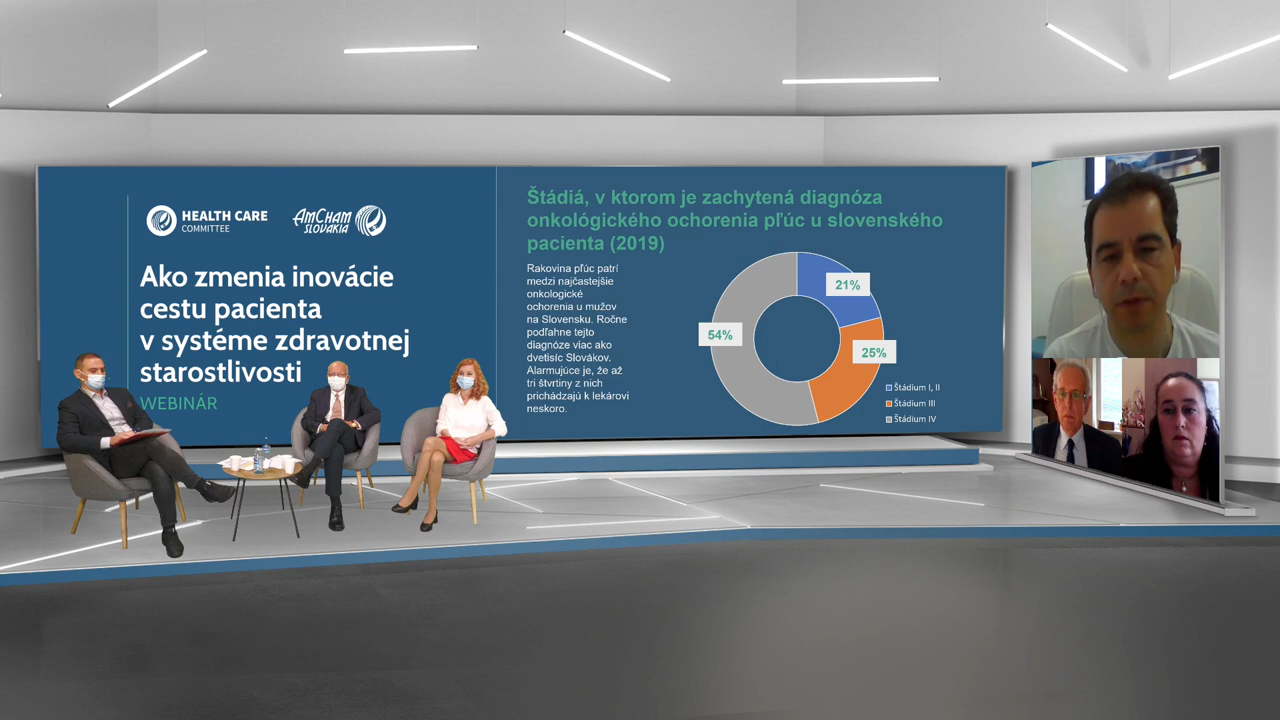 HEALTH CARE
COMMITTEE
AMCHAM
SLOVAKIA
Ako zmenia inovácie
cestu pacienta
v systéme zdravotnej
starostlivosti
WEBINÁR
Štádiá, v ktorom je zachytená diagnóza
onkológického ochorenia pľúc u slovenského
pacienta (2019)
Rakovina pľúc patrí
medzi najčastejšie
onkologické
ochorenia u mužov
na Slovensku. Ročne
podľahne tejto
diagnóze viac ako
dvetisíc Slovákov.
Alarmujúce je, že až
tri štvrtiny z nich
prichádzajú k lekárovi
neskoro.
21%
54%
25%
Štádium I, II
Štádium III
Štádium IV